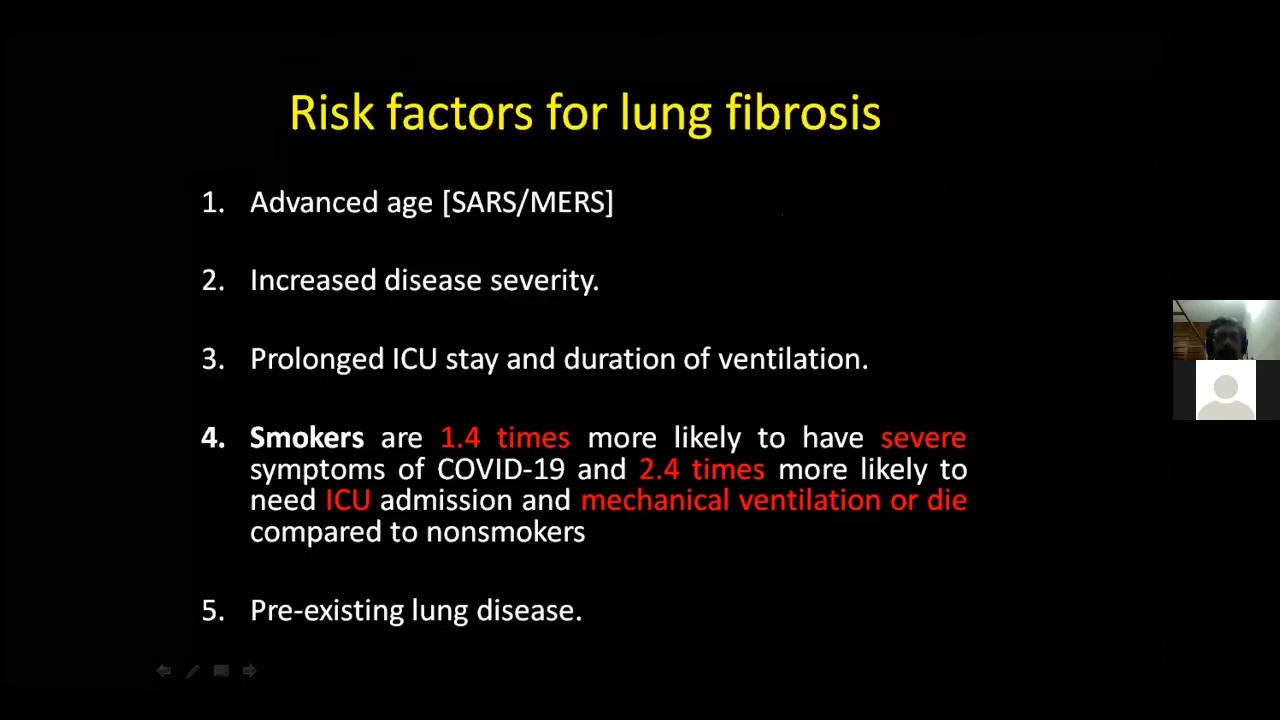 Risk factors for lung fibrosis
1. Advanced age [SARS/MERS]
2. Increased disease severity.
3. Prolonged ICU stay and duration of ventilation.
4. Smokers are 1.4 times more likely to have severe
symptoms of COVID-19 and 2.4 times more likely to
need ICU admission and mechanical ventilation or die
compared to nonsmokers
5. Pre-existing lung disease.